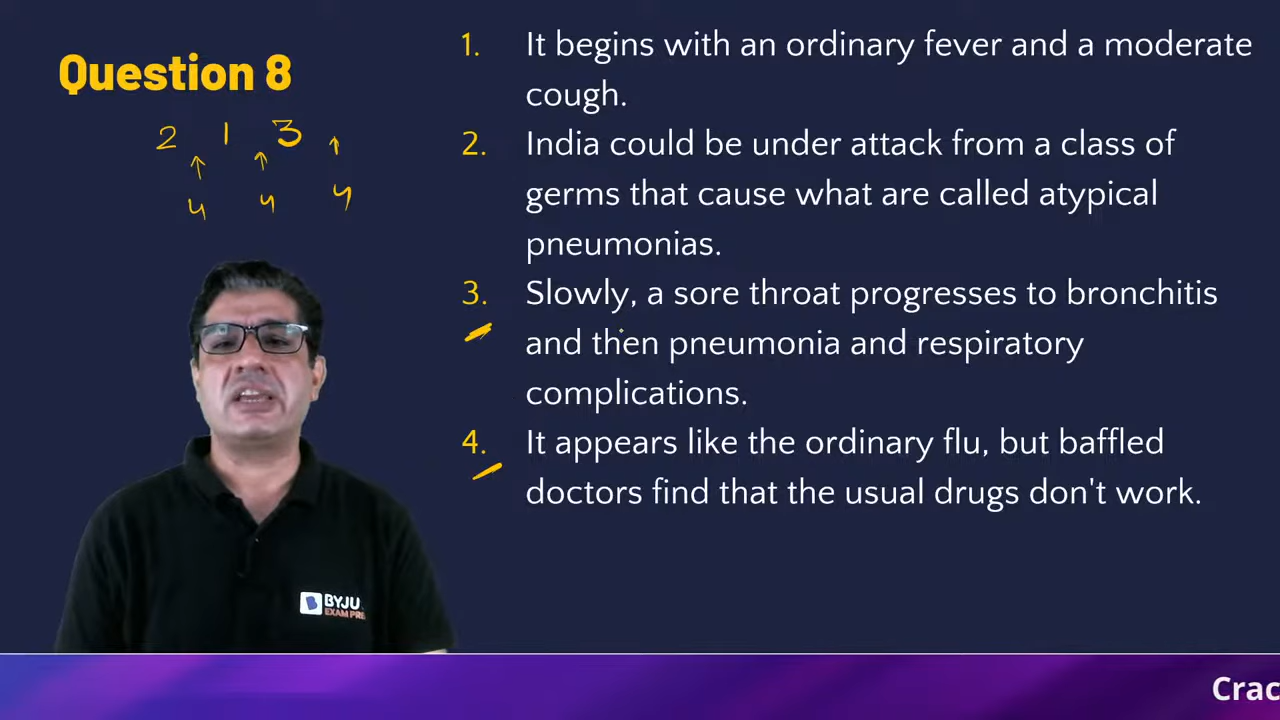 Question 8
2 1 3
4 4 4
1. It begins with an ordinary fever and a moderate
cough.
2. India could be under attack from a class of
germs that cause what are called atypical
pneumonias.
3. Slowly, a sore throat progresses to bronchitis
and then pneumonia and respiratory
complications.
4. It appears like the ordinary flu, but baffled
doctors find that the usual drugs don't work.
BYJU
EXAM PRE
Crac